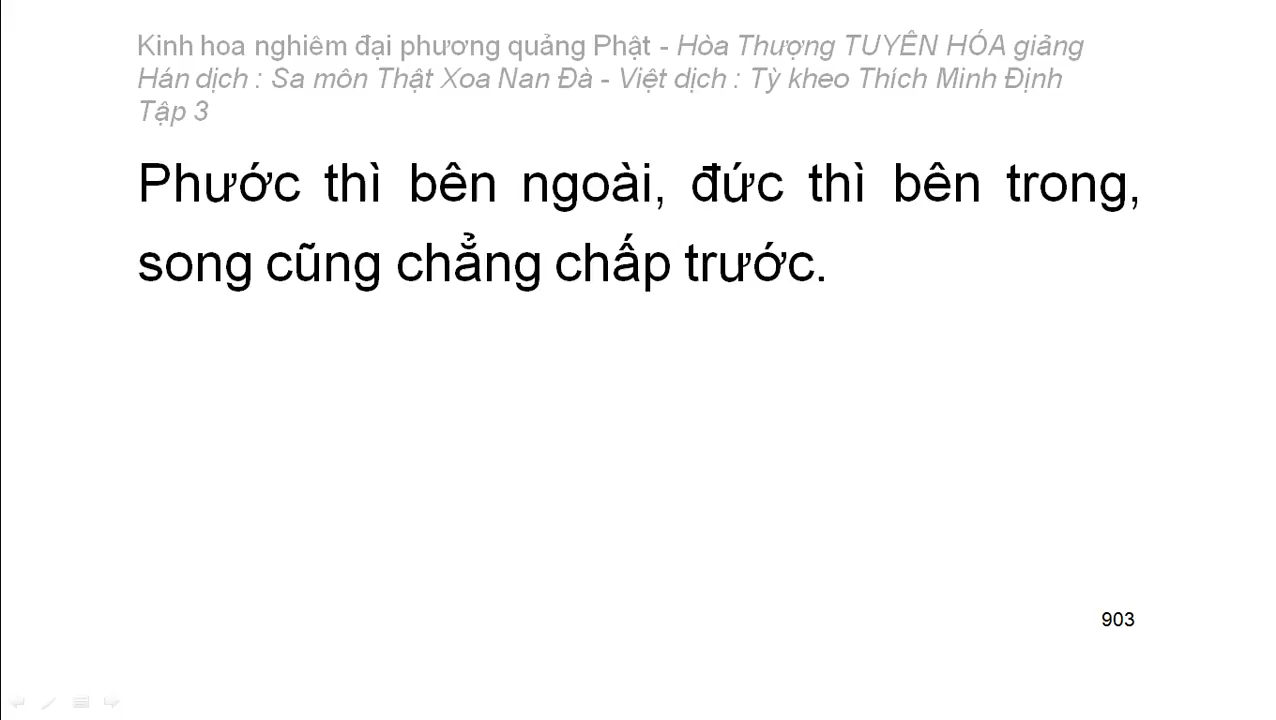 Kinh hoa nghiêm đại phương quảng Phật - Hòa Thượng TUYÊN HÓA giảng
Hán dịch : Sa môn Thật Xoa Nan Đà - Việt dịch : Tỳ kheo Thích Minh Định
Tập 3
Phước thì bên ngoài, đức thì bên trong,
song cũng chẳng chấp trước.
903